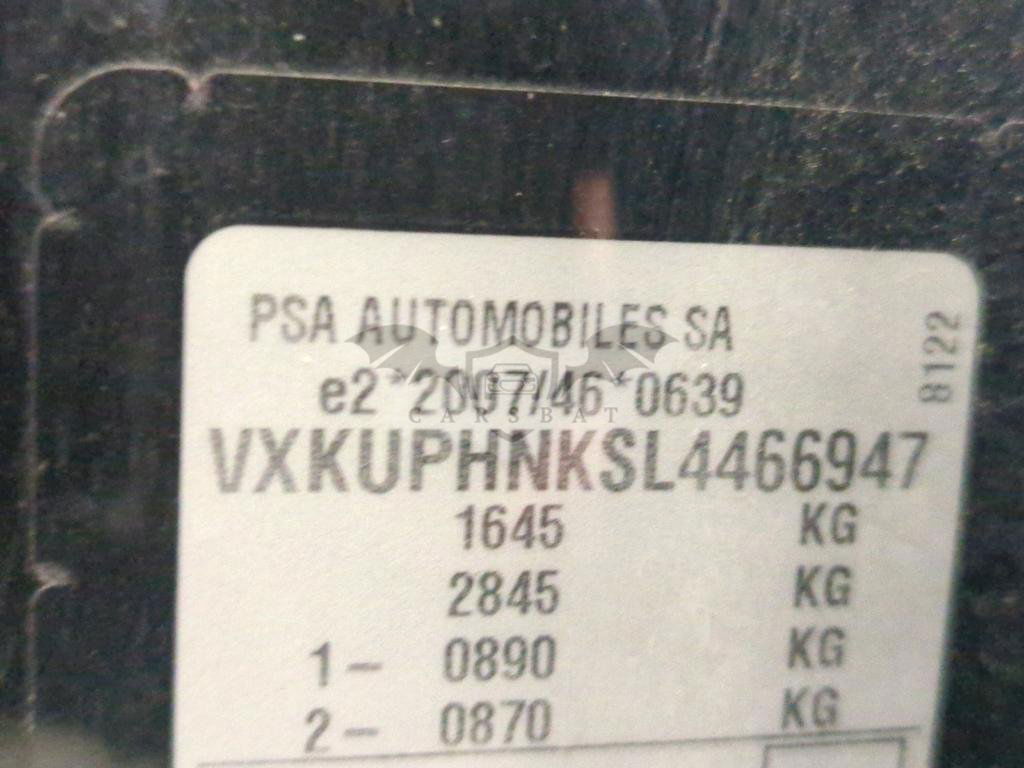 PSA AUTOMOBILES SA
e2*2007/46*0639
CARSBAT
VXKUPHNKSL4466947
1645 KG
2845 KG
1- 0890 KG
2- 0870 KG
8122